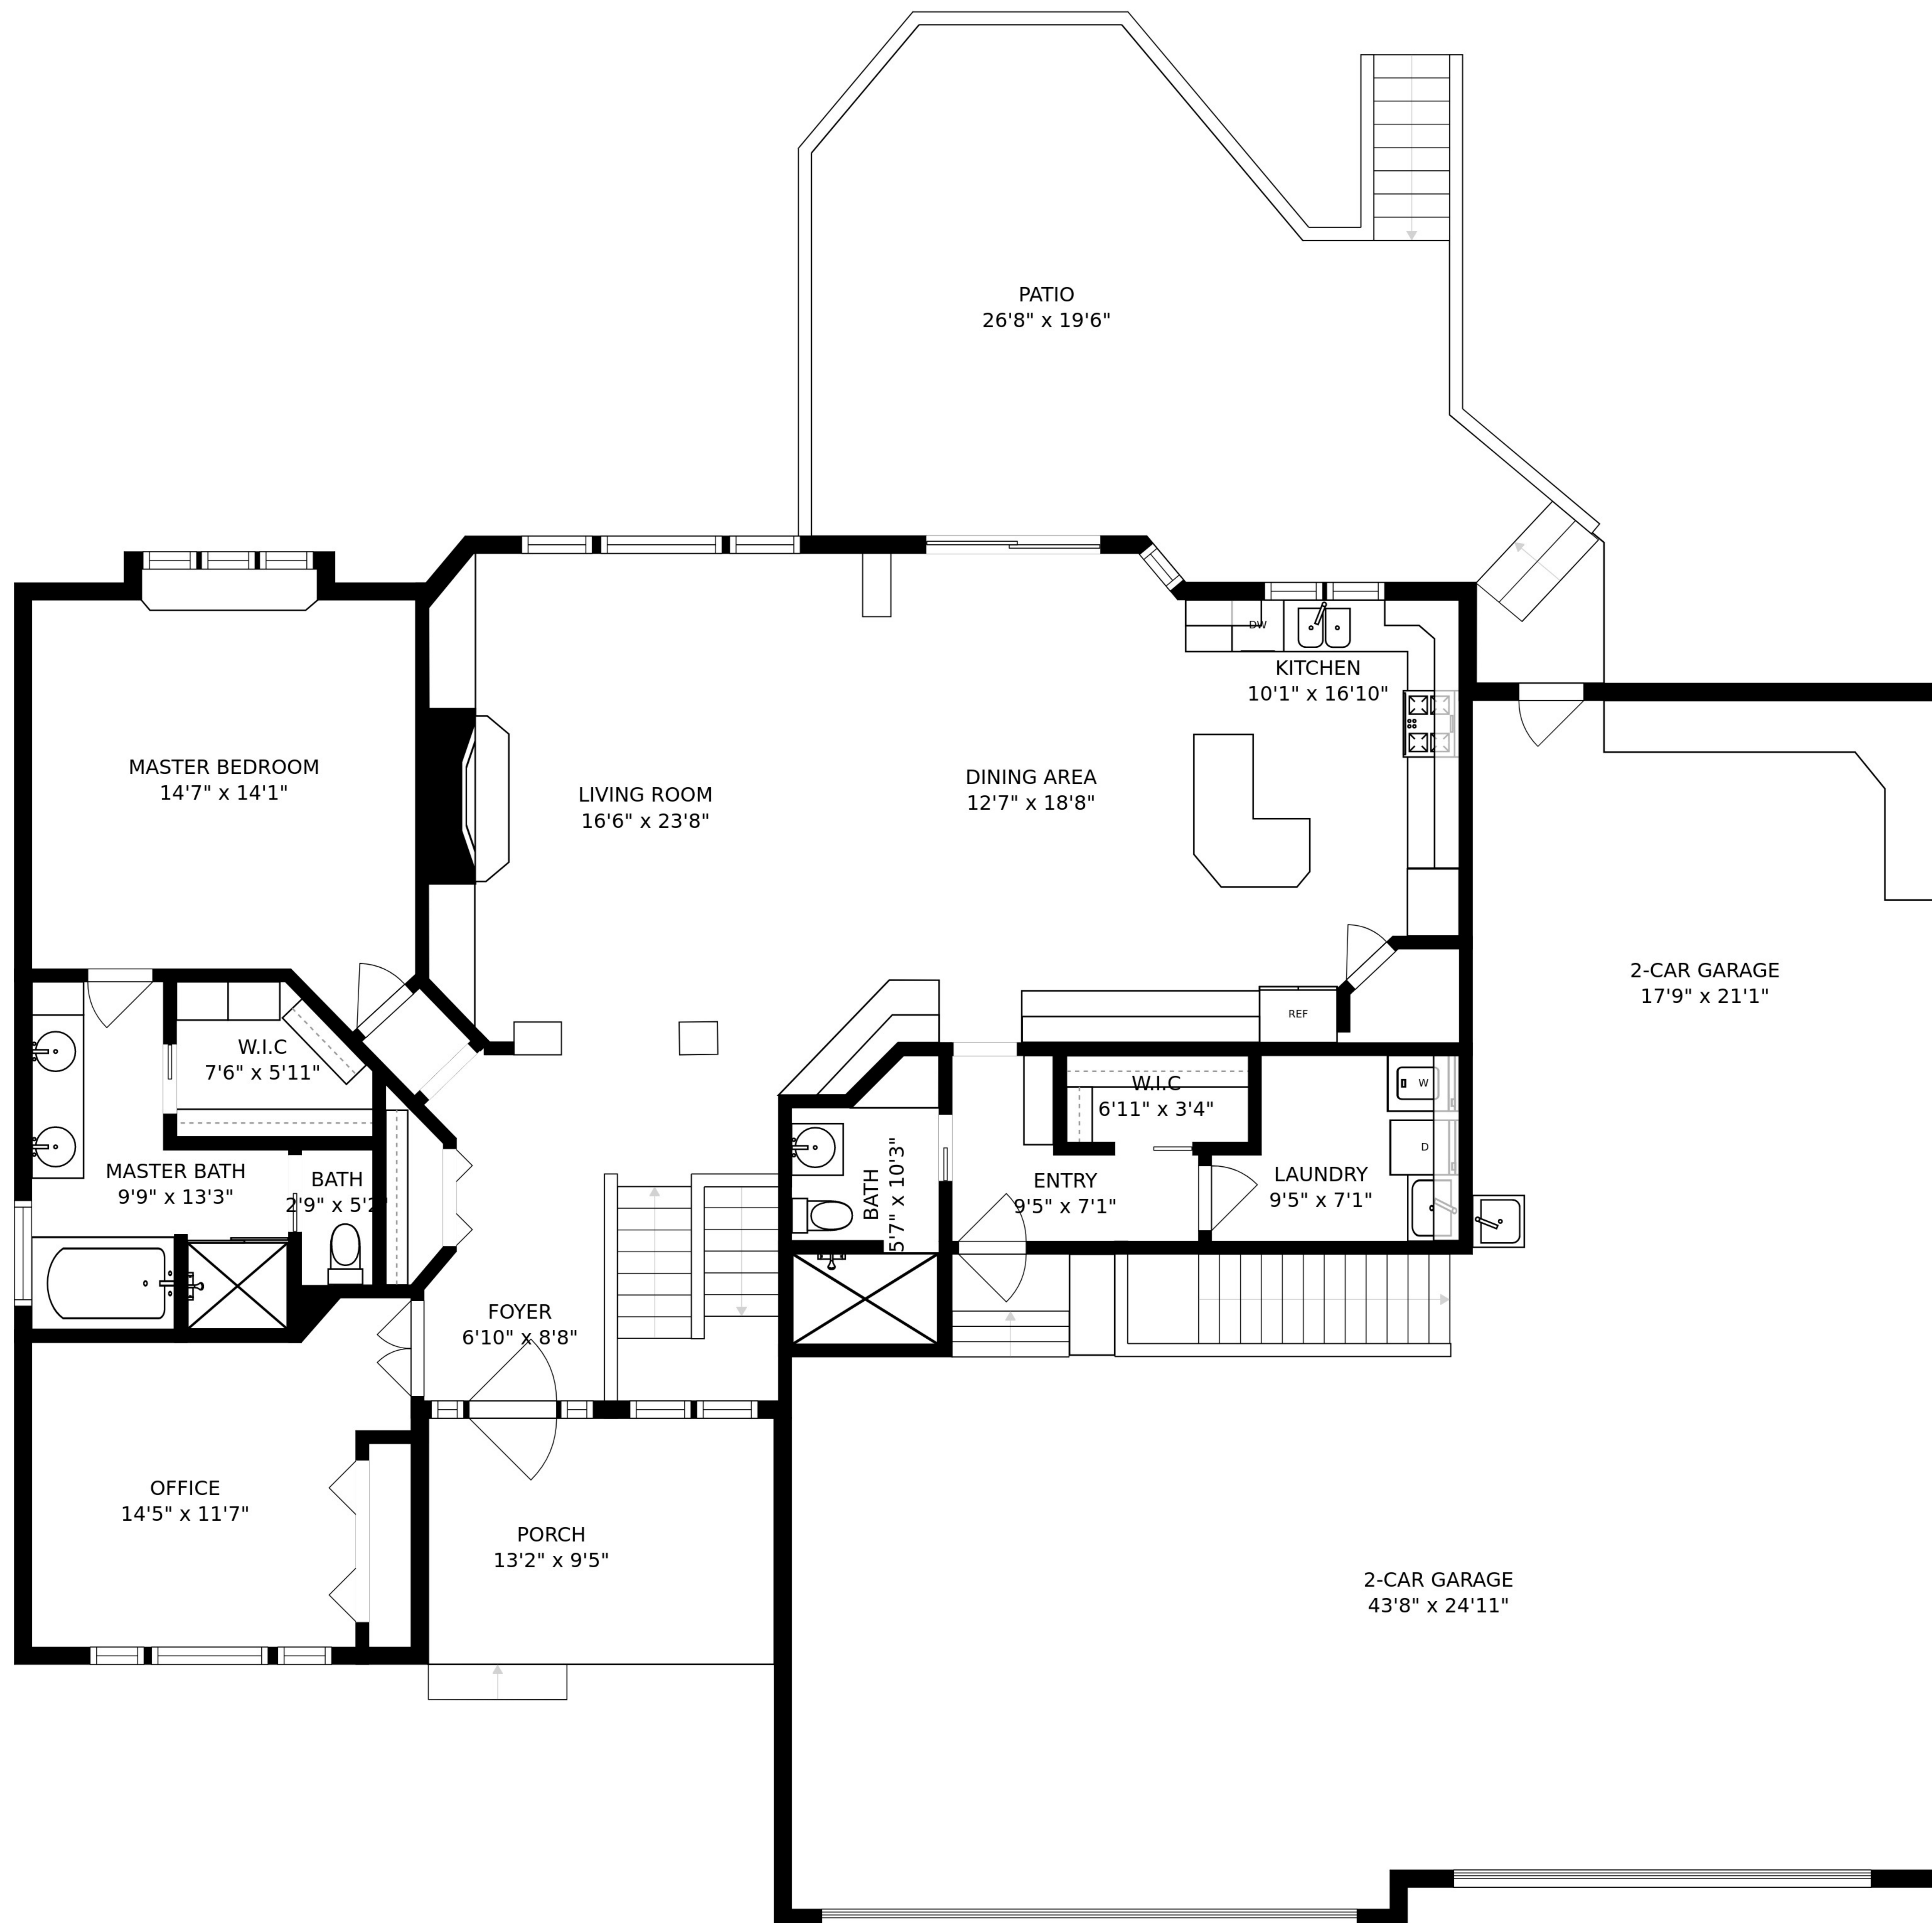 PATIO
26'8" x 19'6"
DW
KITCHEN
10'1" x 16'10"
MASTER BEDROOM
14'7" x 14'1"
LIVING ROOM
16'6" x 23'8"
DINING AREA
12'7" x 18'8"
2-CAR GARAGE
17'9" x 21'1"
REF
W.I.C
7'6" x 5'11"
W.I.C
6'11" x 3'4"
W
D
MASTER BATH
9'9" x 13'3"
BATH
2'9" x 5'2"
BATH
5'7" x 10'3"
ENTRY
9'5" x 7'1"
LAUNDRY
9'5" x 7'1"
FOYER
6'10" x 8'8"
OFFICE
14'5" x 11'7"
PORCH
13'2" x 9'5"
2-CAR GARAGE
43'8" x 24'11"